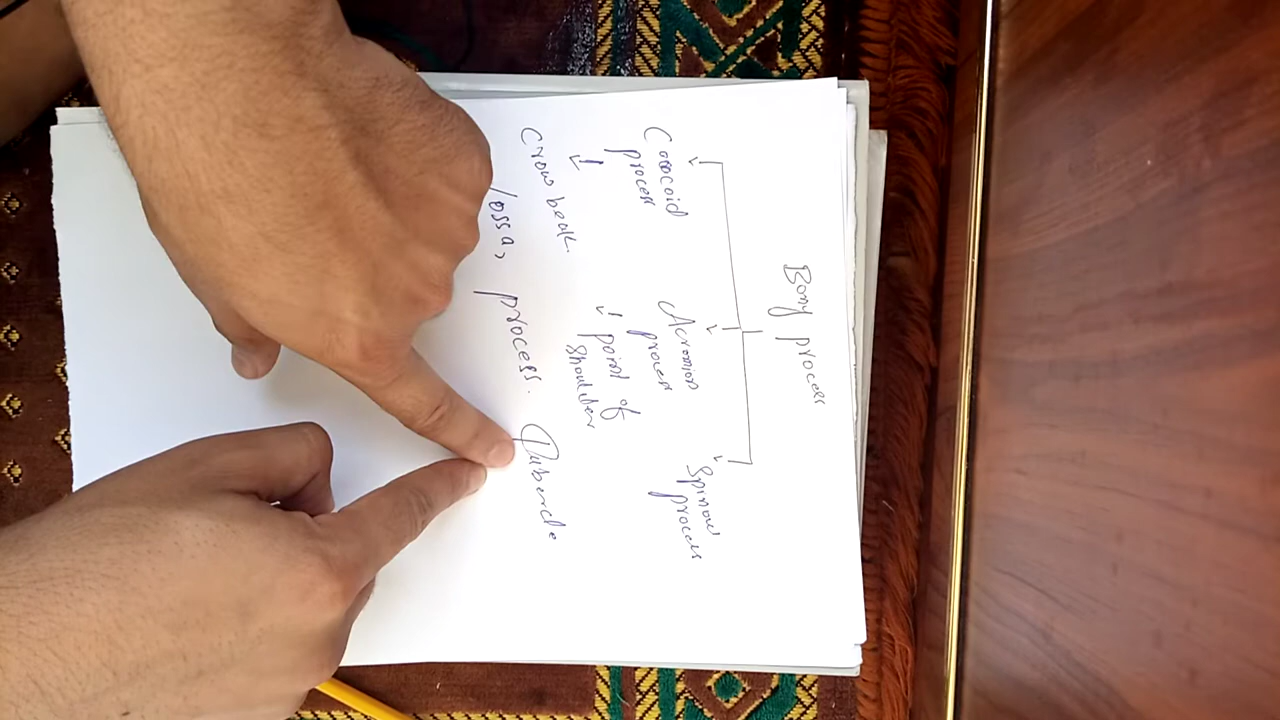 Bony process
Coracoid process
Acromion process
Spinous process
Crow beak.
point of shoulder
fossa, process. Tubercle